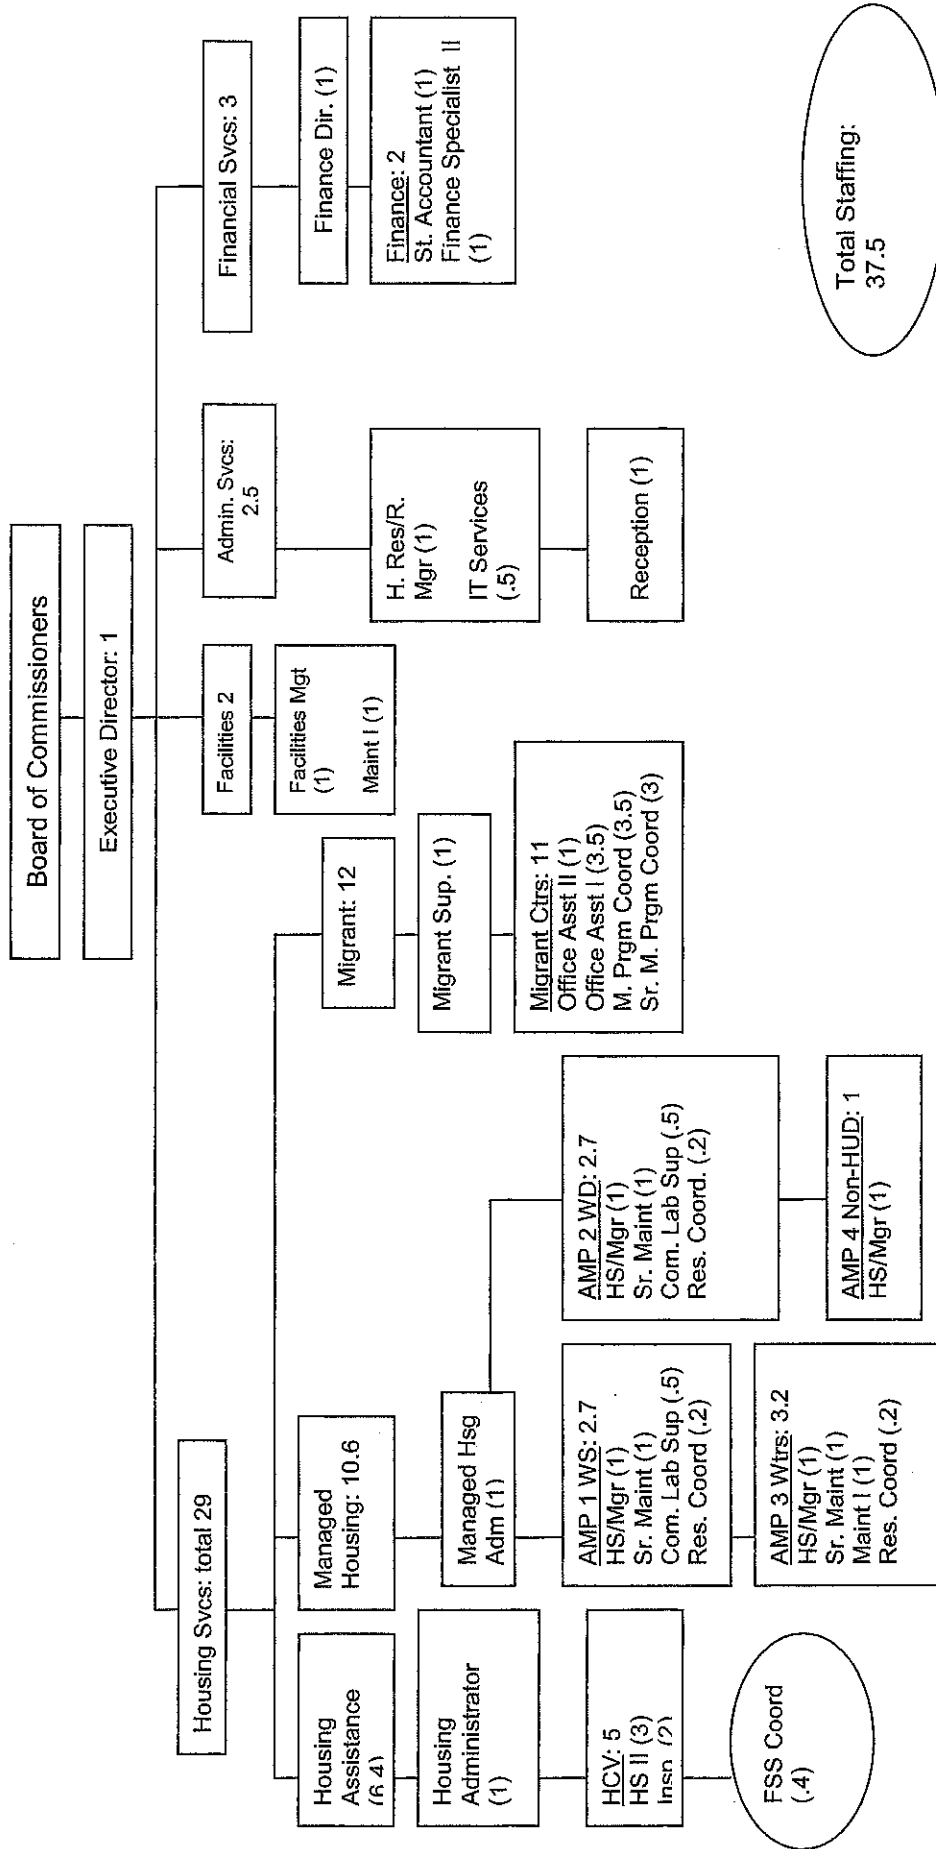 Board of Commissioners
Executive Director: 1
Housing Svcs: total 29
Facilities 2
Admin. Svcs:
2.5
Financial Svcs: 3
Housing
Assistance
(6.4)
Managed
Housing: 10.6
Migrant: 12
Facilities Mgt
(1)
Maint I (1)
H. Res/R.
Mgr (1)
IT Services
(.5)
Reception (1)
Finance Dir. (1)
Finance: 2
St. Accountant (1)
Finance Specialist II
(1)
Housing
Administrator
(1)
Managed Hsg
Adm (1)
Migrant Sup. (1)
HCV: 5
HS II (3)
Insp. (2)
FSS Coord
(.4)
AMP 1 WS: 2.7
HS/Mgr (1)
Sr. Maint (1)
Com. Lab Sup (.5)
Res. Coord (.2)
AMP 3 Wtrs: 3.2
HS/Mgr (1)
Sr. Maint (1)
Maint I (1)
Res. Coord (.2)
AMP 2 WD: 2.7
HS/Mgr (1)
Sr. Maint (1)
Com. Lab Sup (.5)
Res. Coord. (.2)
AMP 4 Non-HUD: 1
HS/Mgr (1)
Migrant Ctrs: 11
Office Asst II (1)
Office Asst I (3.5)
M. Prgm Coord (3.5)
Sr. M. Prgm Coord (3)
Total Staffing:
37.5